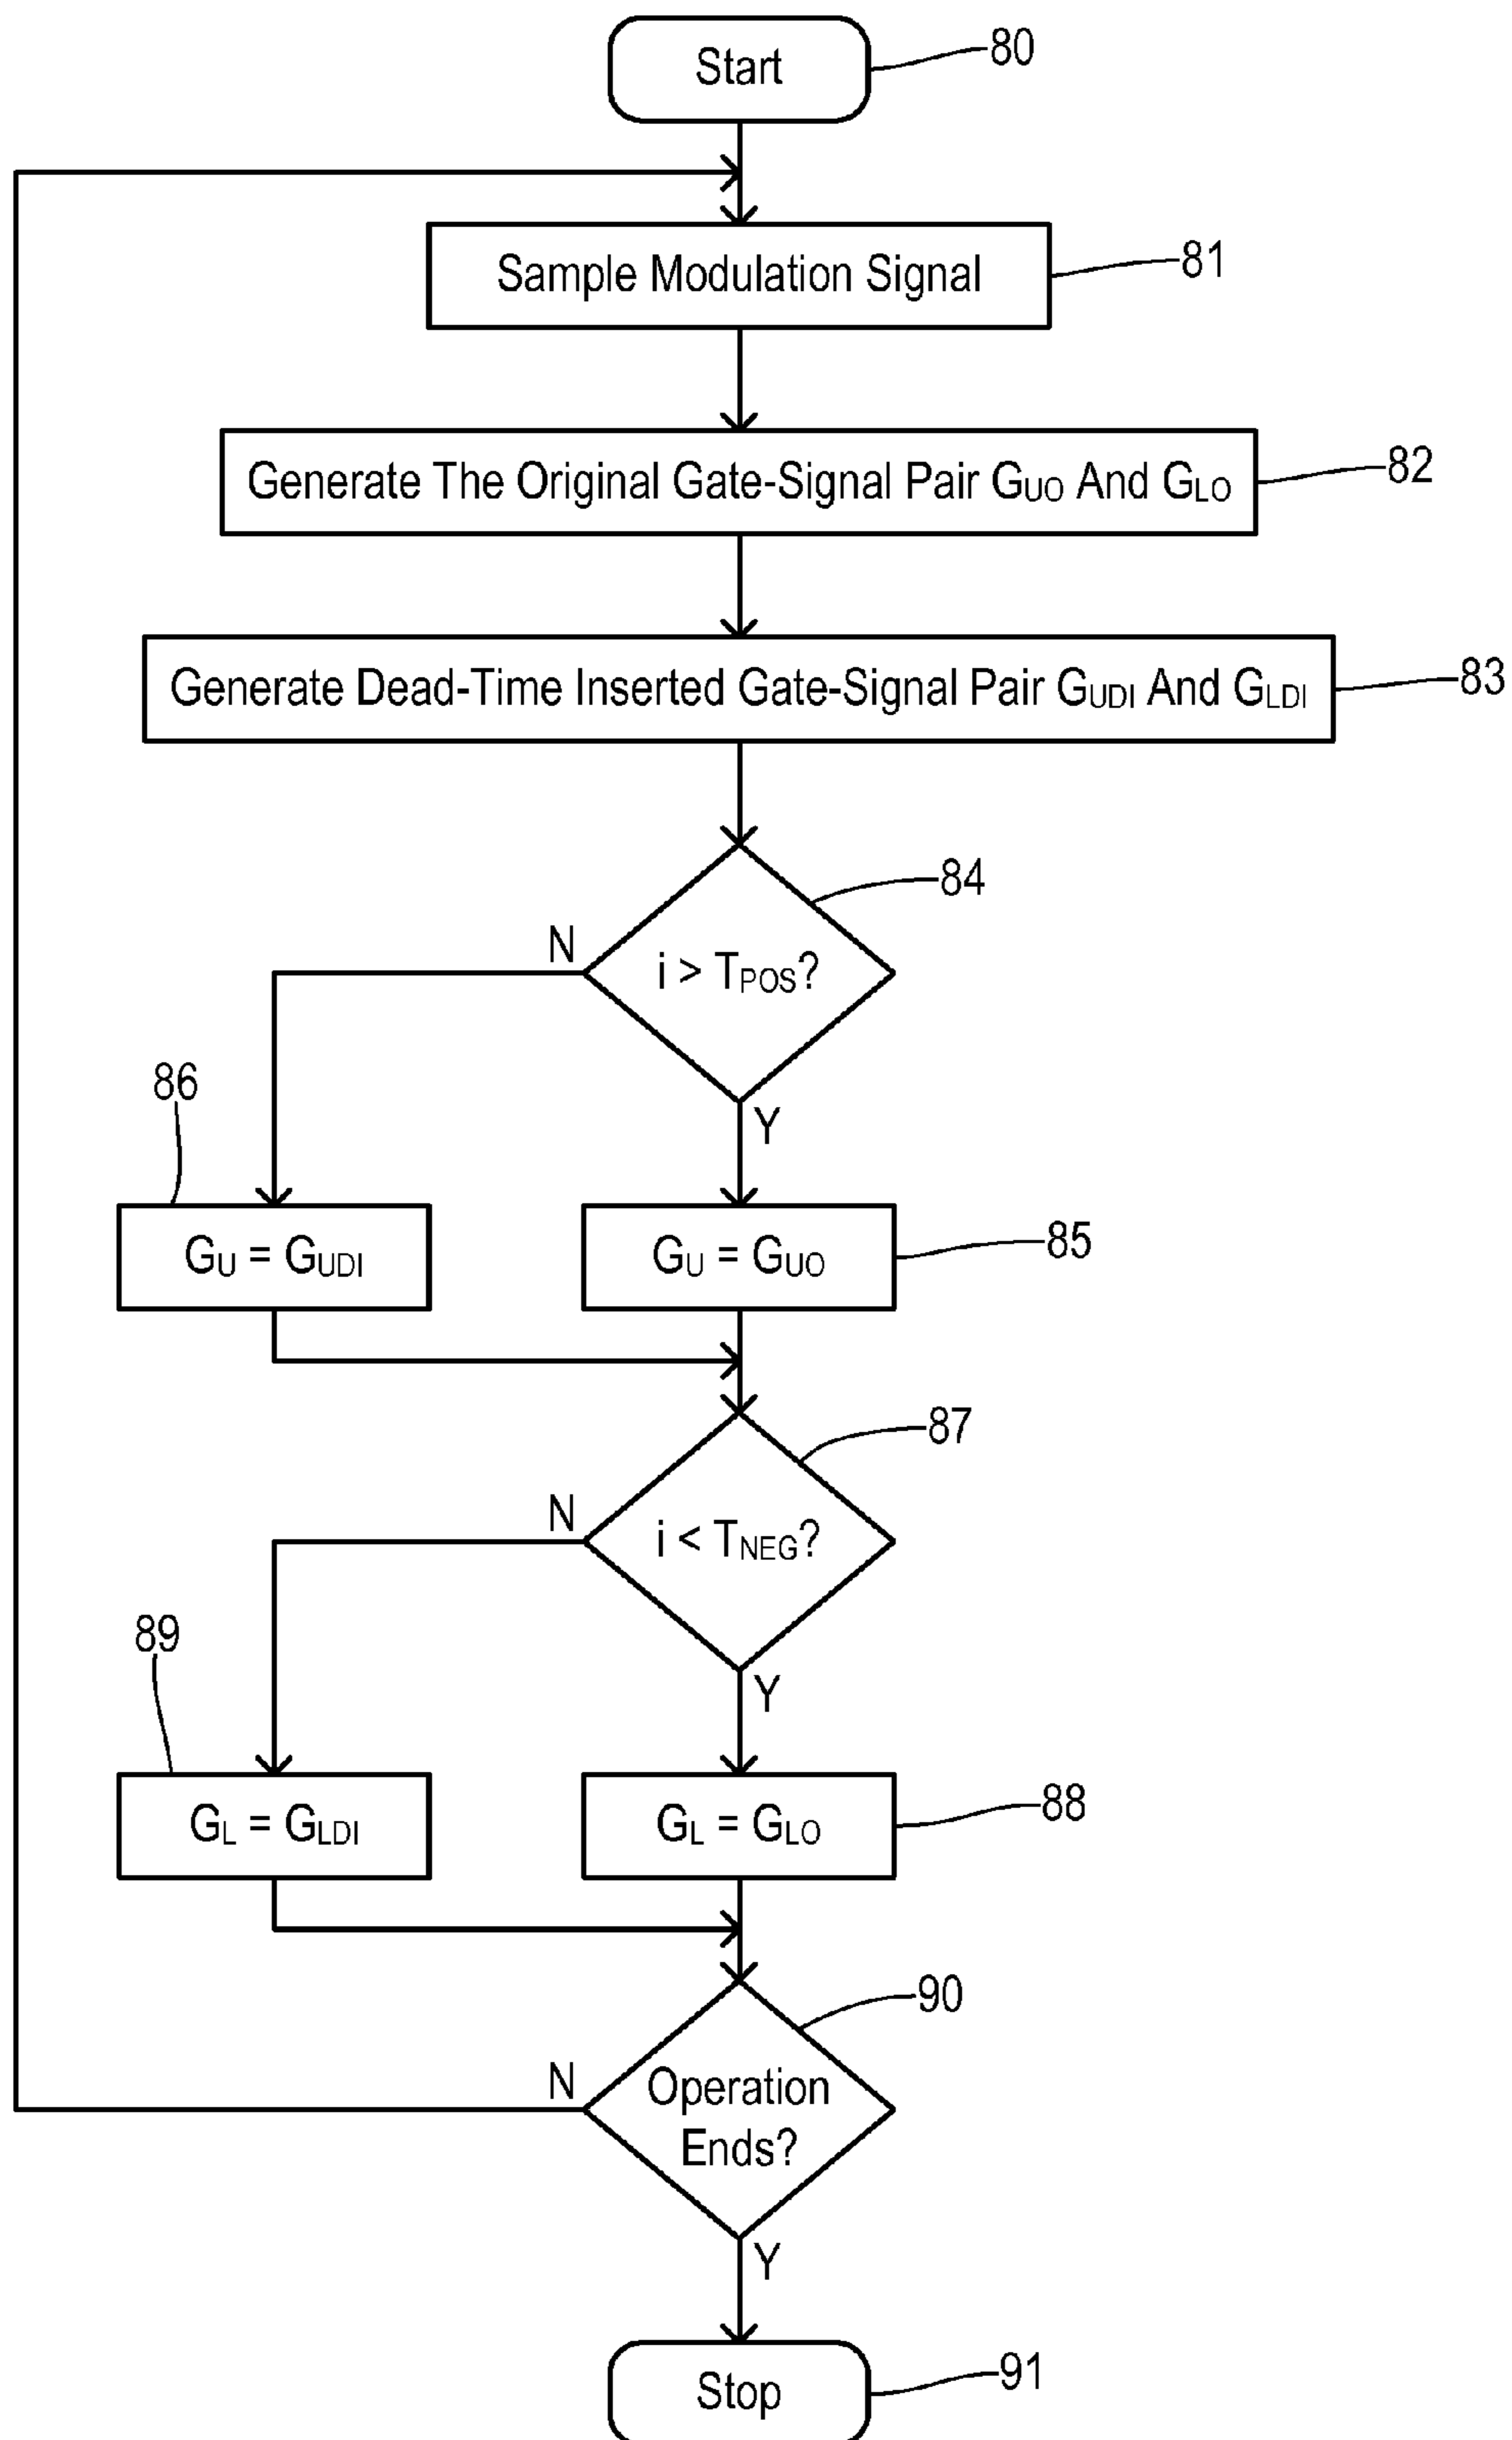 Start
80
Sample Modulation Signal
81
Generate The Original Gate-Signal Pair GUO And GLO
82
Generate Dead-Time Inserted Gate-Signal Pair GUDI And GLDI
83
84
i > TPOS?
N
Y
86
GU = GUDI
GU = GUO
85
87
i < TNEG?
N
Y
89
GL = GLDI
GL = GLO
88
90
Operation
Ends?
N
Y
Stop
91